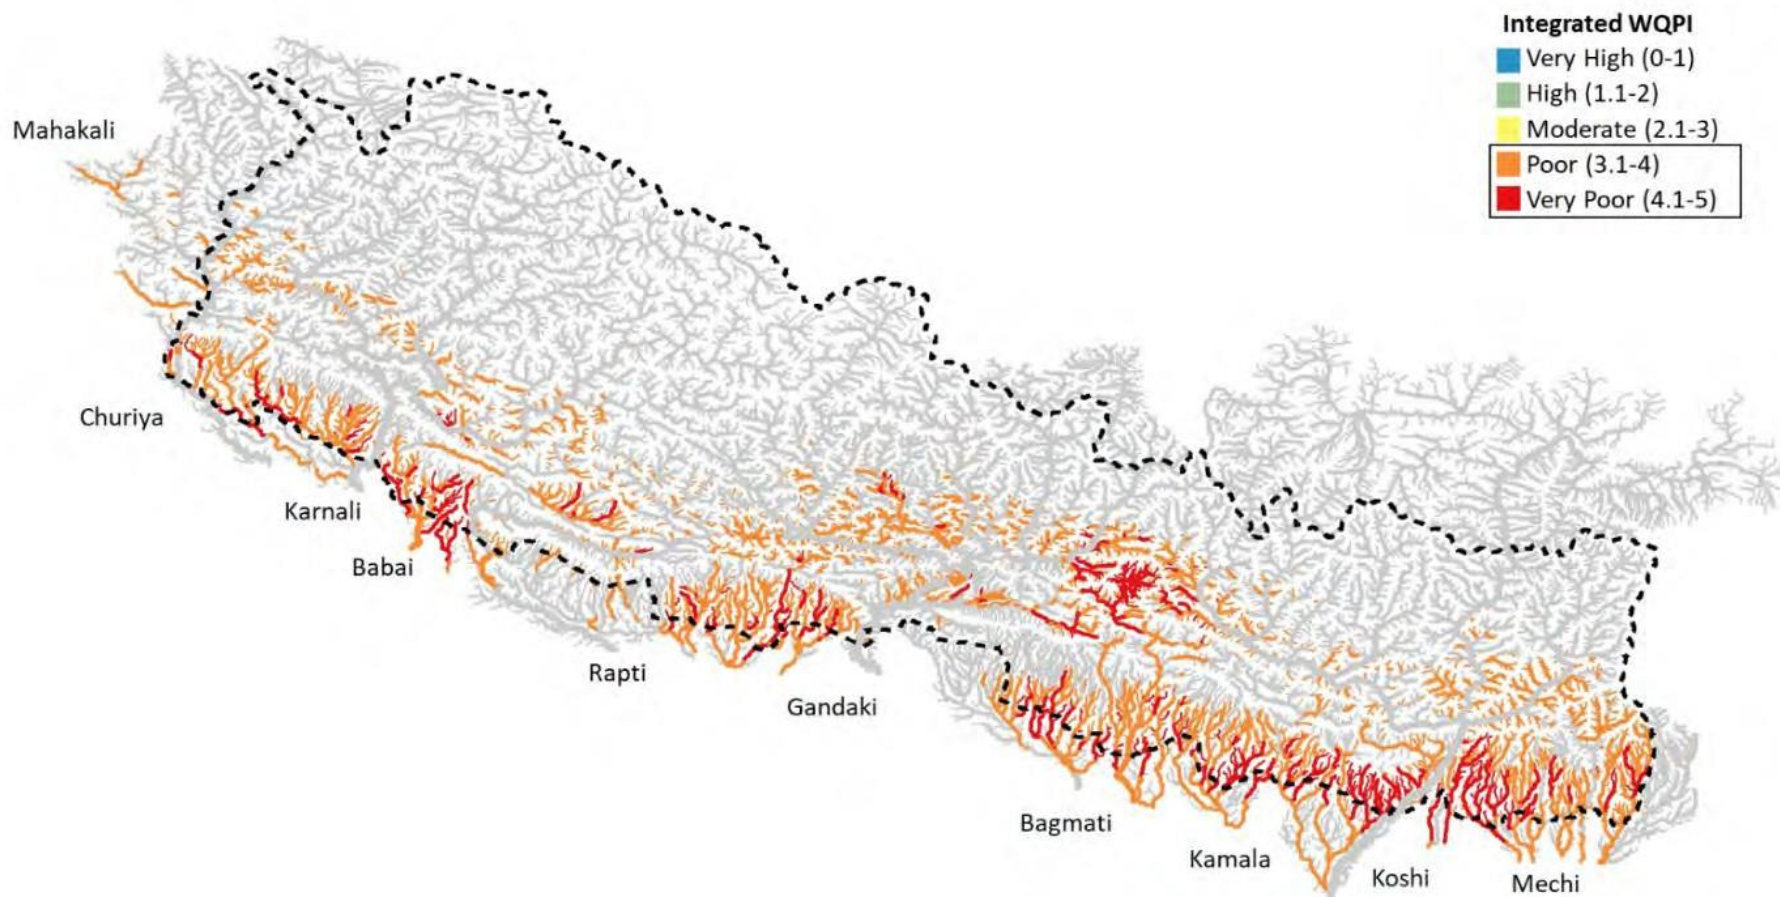 Integrated WQPI
Very High (0-1)
High (1.1-2)
Moderate (2.1-3)
Poor (3.1-4)
Very Poor (4.1-5)
Mahakali
Churiya
Karnali
Babai
Rapti
Gandaki
Bagmati
Kamala
Koshi
Mechi